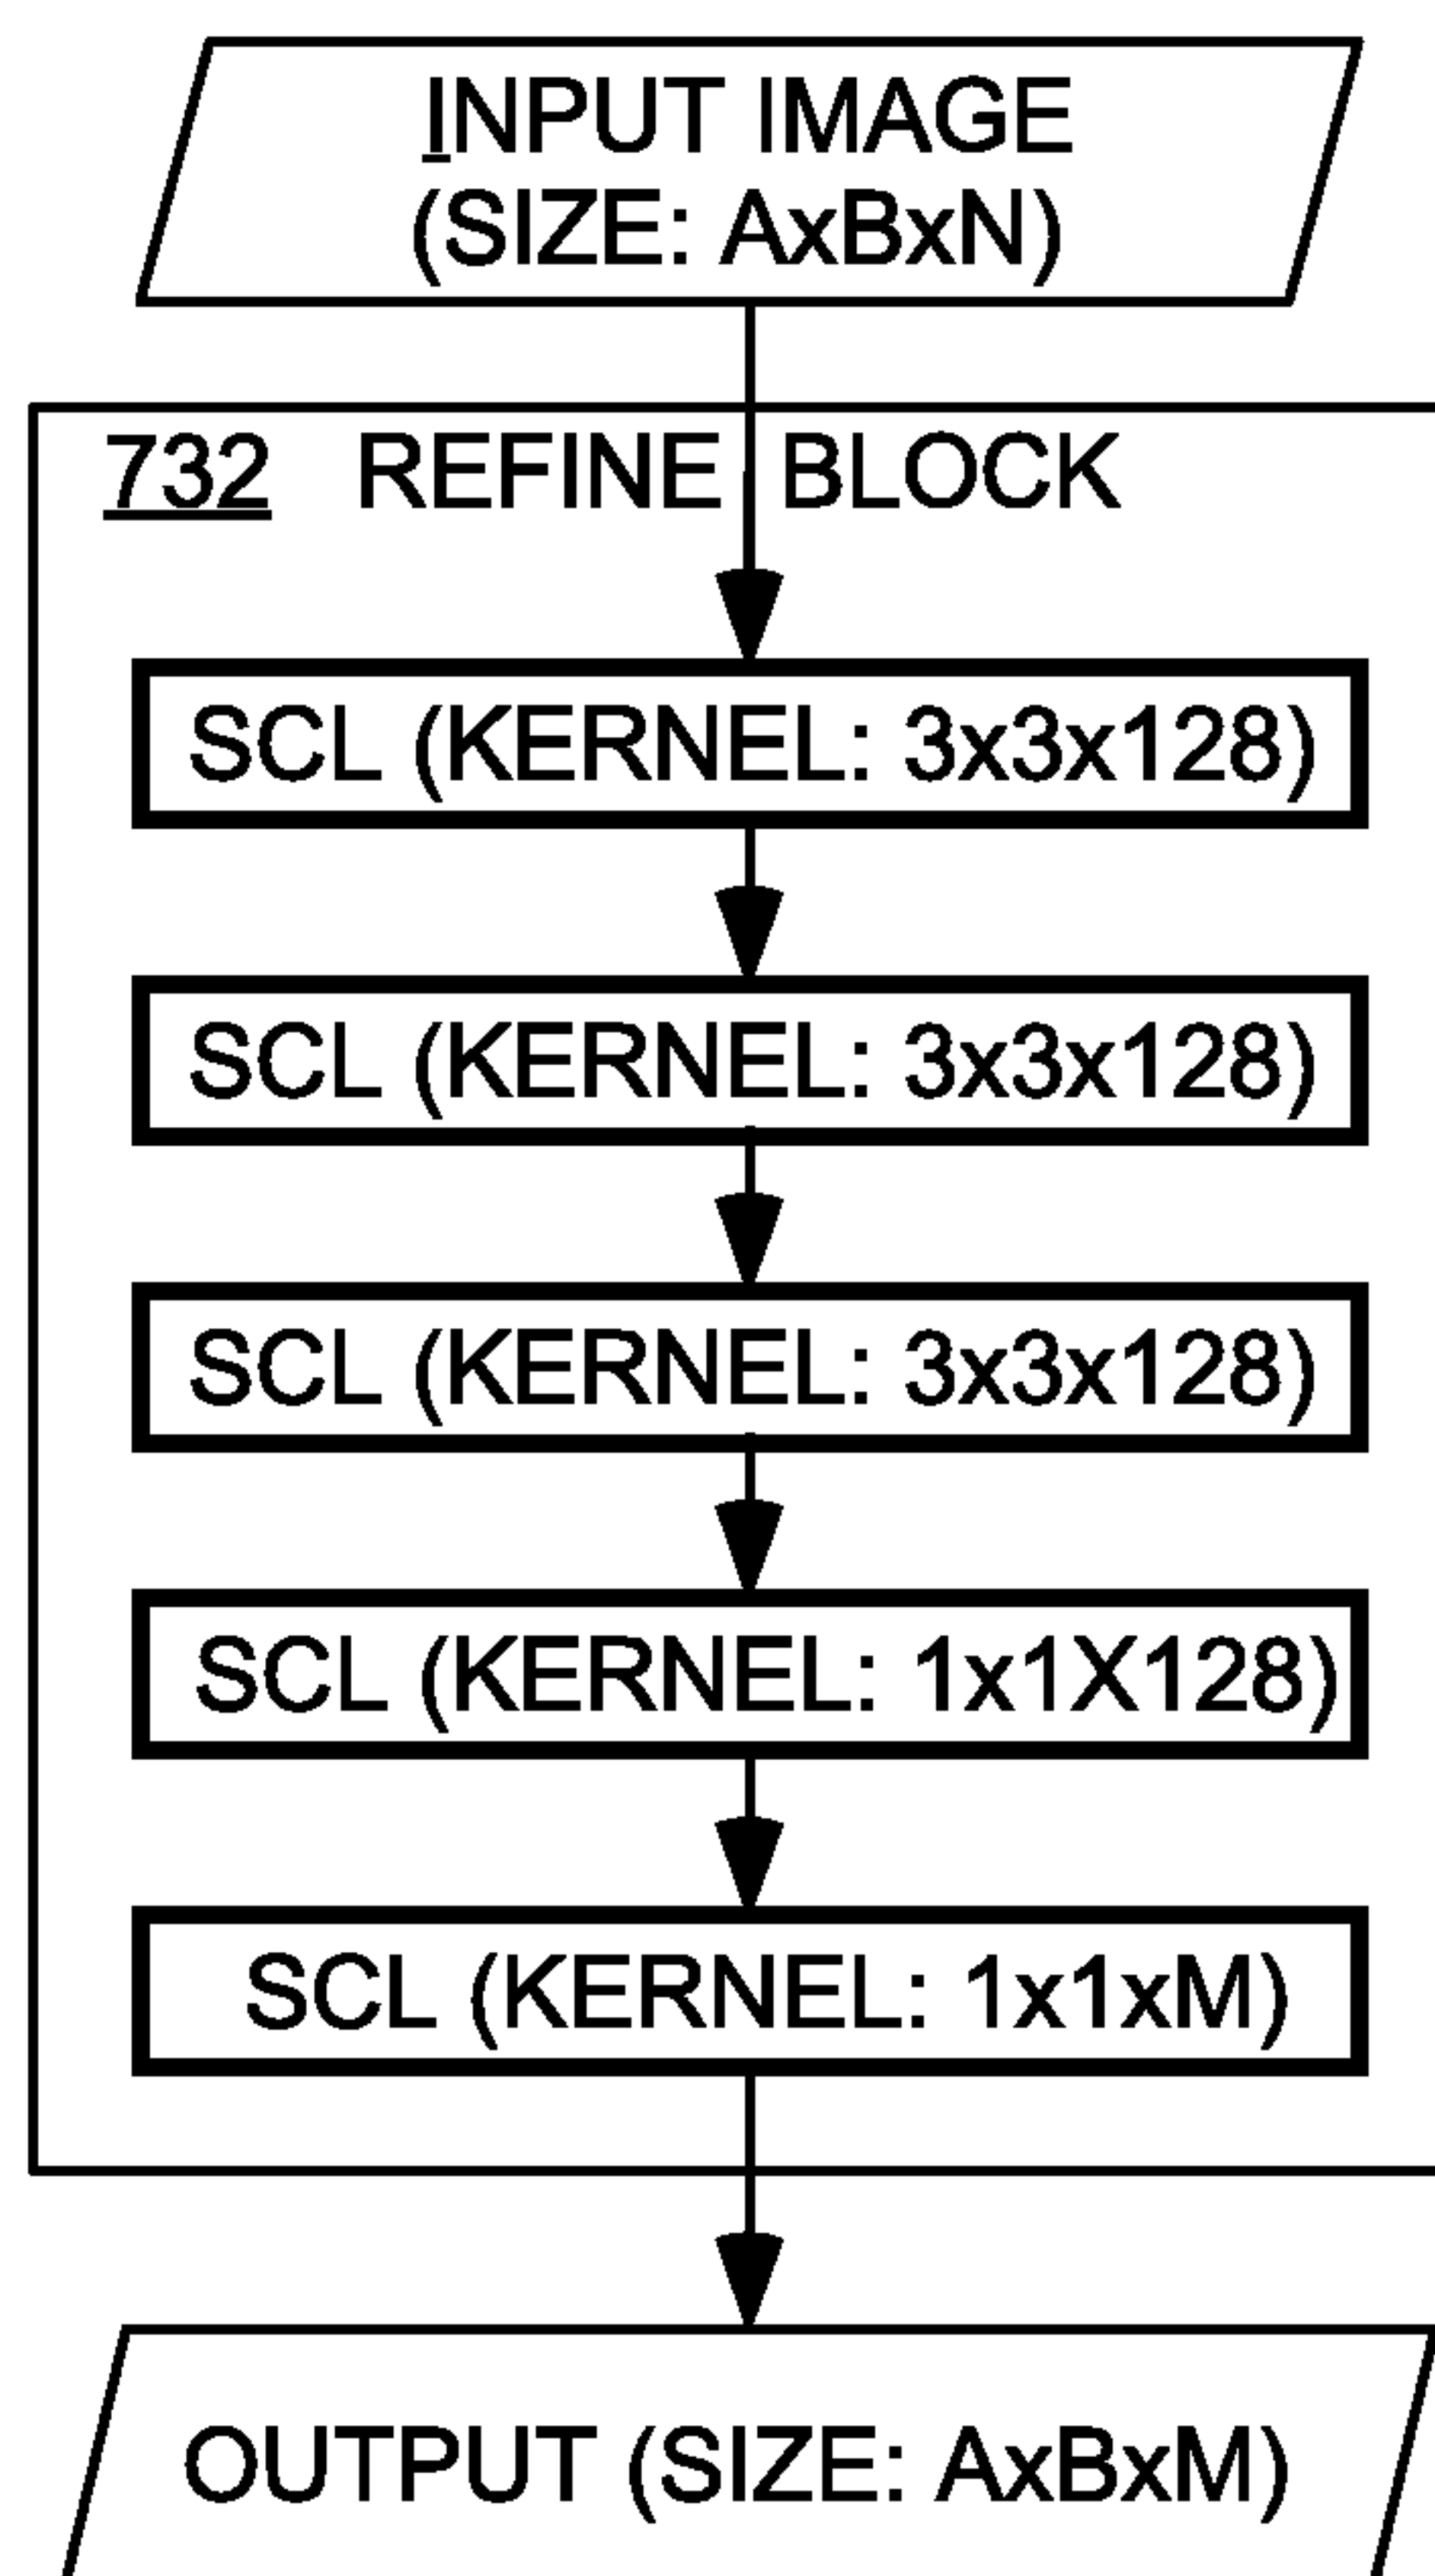 INPUT IMAGE
(SIZE: AxBxN)
732 REFINE BLOCK
SCL (KERNEL: 3x3x128)
SCL (KERNEL: 3x3x128)
SCL (KERNEL: 3x3x128)
SCL (KERNEL: 1x1X128)
SCL (KERNEL: 1x1xM)
OUTPUT (SIZE: AxBxM)